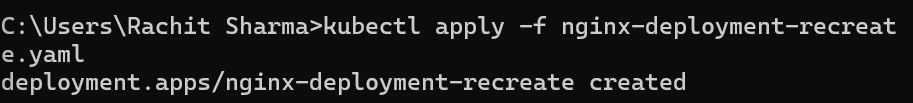 C:\Users\Rachit Sharma>kubectl apply -f nginx-deployment-recreat
e.yaml
deployment.apps/nginx-deployment-recreate created